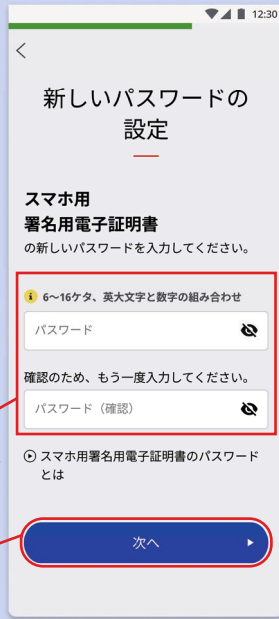 12:30
新しいパスワードの
設定
スマホ用
署名用電子証明書
の新しいパスワードを入力してください。
6～16ケタ、英大文字と数字の組み合わせ
パスワード
確認のため、もう一度入力してください。
パスワード（確認）
スマホ用署名用電子証明書のパスワード
とは
次へ